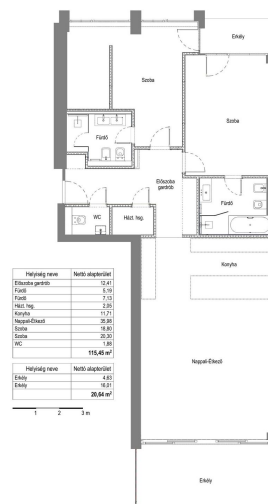 Erkély
Szoba
Szoba
Fürdő
Előszoba
gardrób
Fürdő
WC
Házt. hsg.
Konyha
Nappali-Étkező
Erkély
Helyiség neve Nettó alapterület
Előszoba gardrób 12,41
Fürdő 5,19
Fürdő 7,13
Házt. hsg. 2,05
Konyha 11,71
Nappali-Étkező 35,98
Szoba 18,80
Szoba 20,30
WC 1,88
115,45 m²
Helyiség neve Nettó alapterület
Erkély 4,63
Erkély 16,01
20,64 m²
1 2 3 m